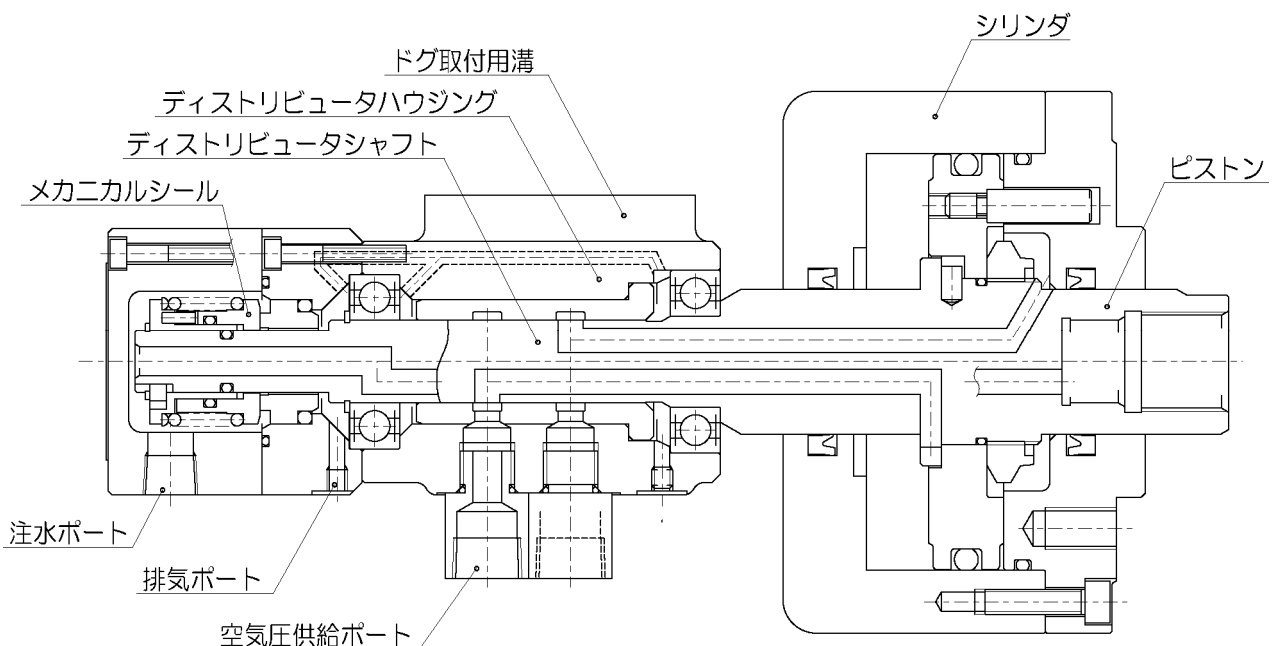 シリンダ
ドグ取付用溝
ディストリビュータハウジング
ディストリビュータシャフト
ピストン
メカニカルシール
注水ポート
排気ポート
空気圧供給ポート